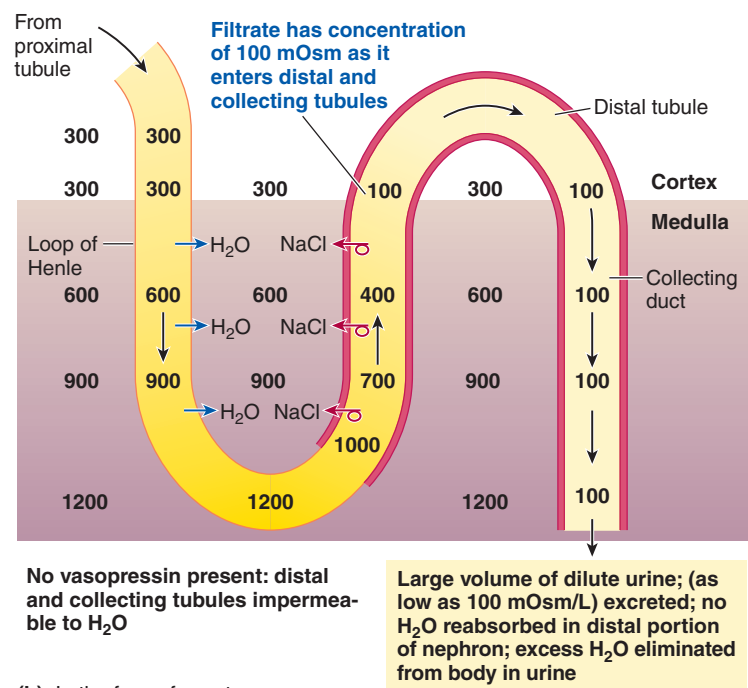 From
proximal
tubule
Filtrate has concentration
of 100 mOsm as it
enters distal and
collecting tubules
Distal tubule
300 300
300 300 300 100 300 100
Cortex
Medulla
Loop of
Henle
H₂O NaCl
600 600 600 400 600 100
Collecting
duct
H₂O NaCl
900 900 900 700 900 100
H₂O NaCl
1000
1200 1200 1200 100
No vasopressin present: distal
and collecting tubules impermea-
ble to H₂O
Large volume of dilute urine; (as
low as 100 mOsm/L) excreted; no
H₂O reabsorbed in distal portion
of nephron; excess H₂O eliminated
from body in urine